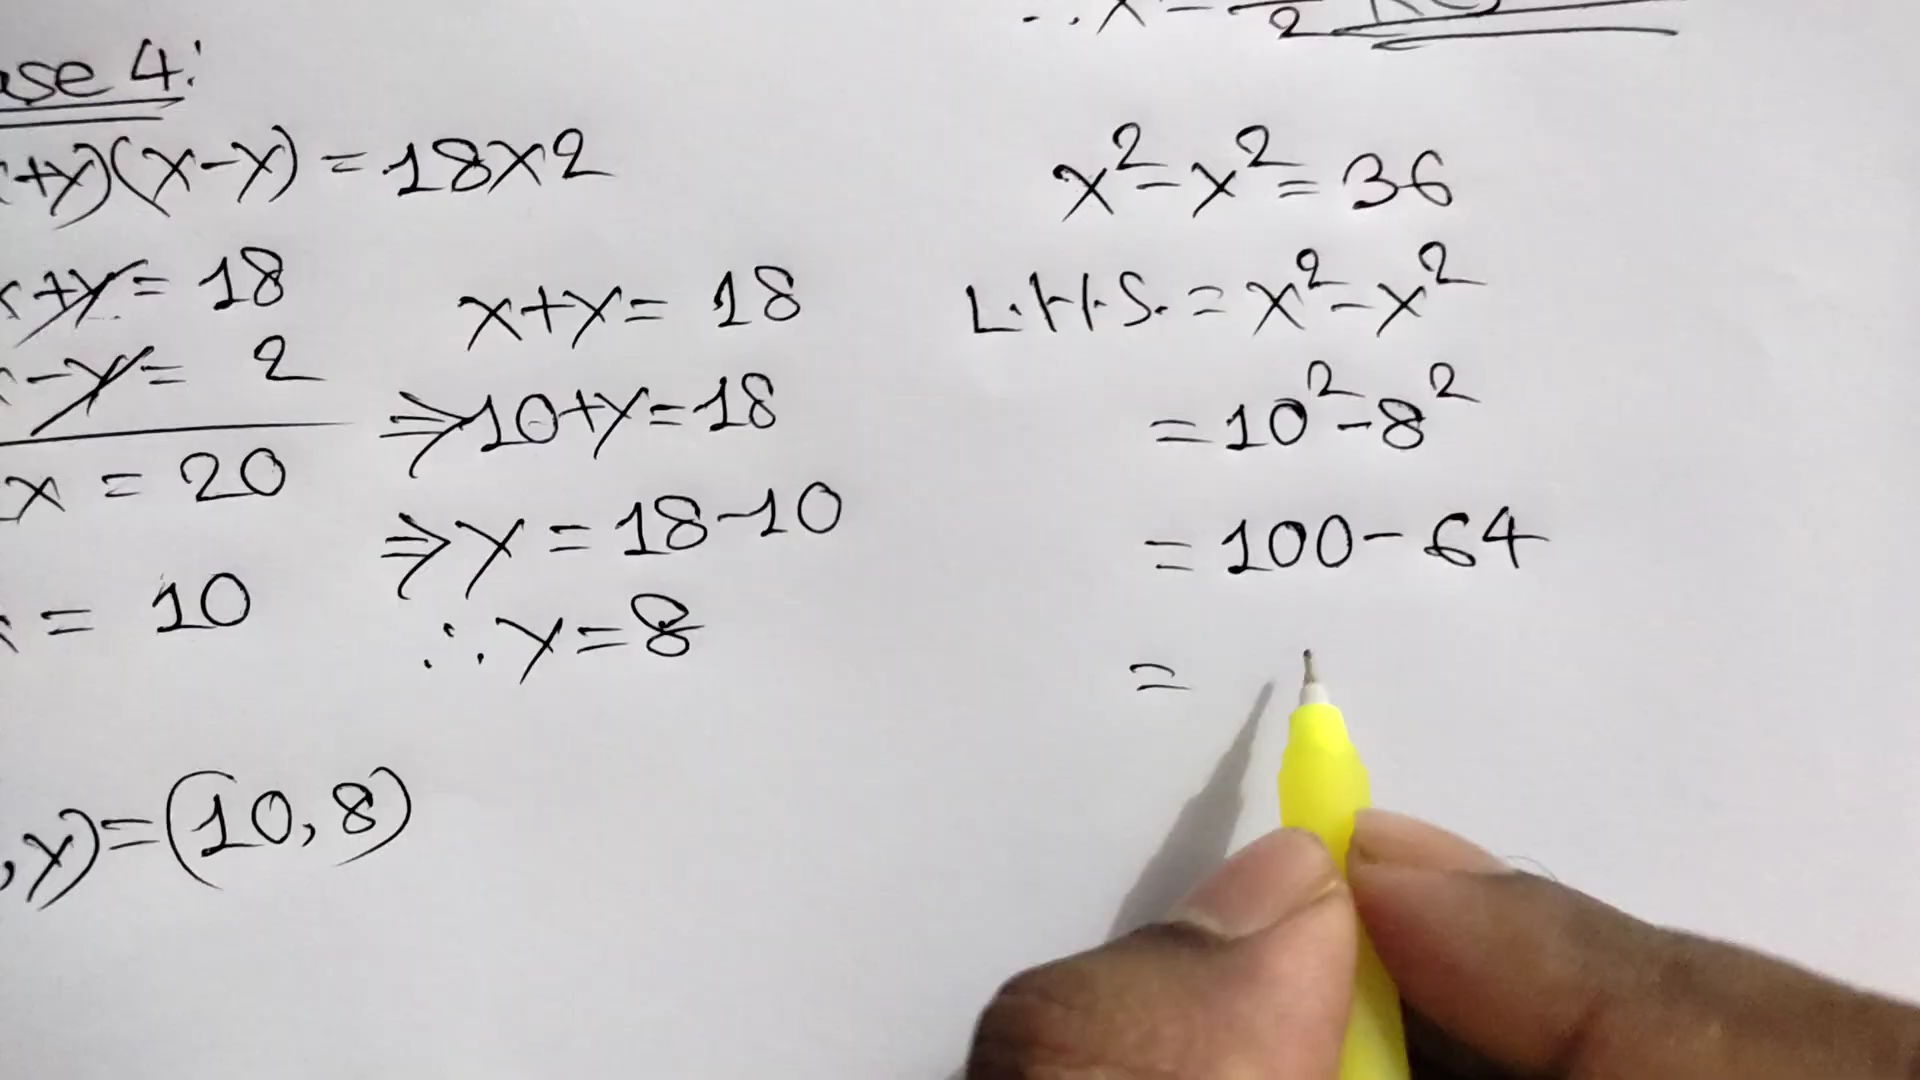 ase 4:
+y)(x-y) = 18×2
x+y= 18
-y= 2
x = 20
= 10
,y)=(10,8)
x+y= 18
⇒10+y=18
⇒y = 18-10
∴y=8
∴x = 2
x²-y²=36
L.H.S. = x²-y²
= 10²-8²
= 100-64
=